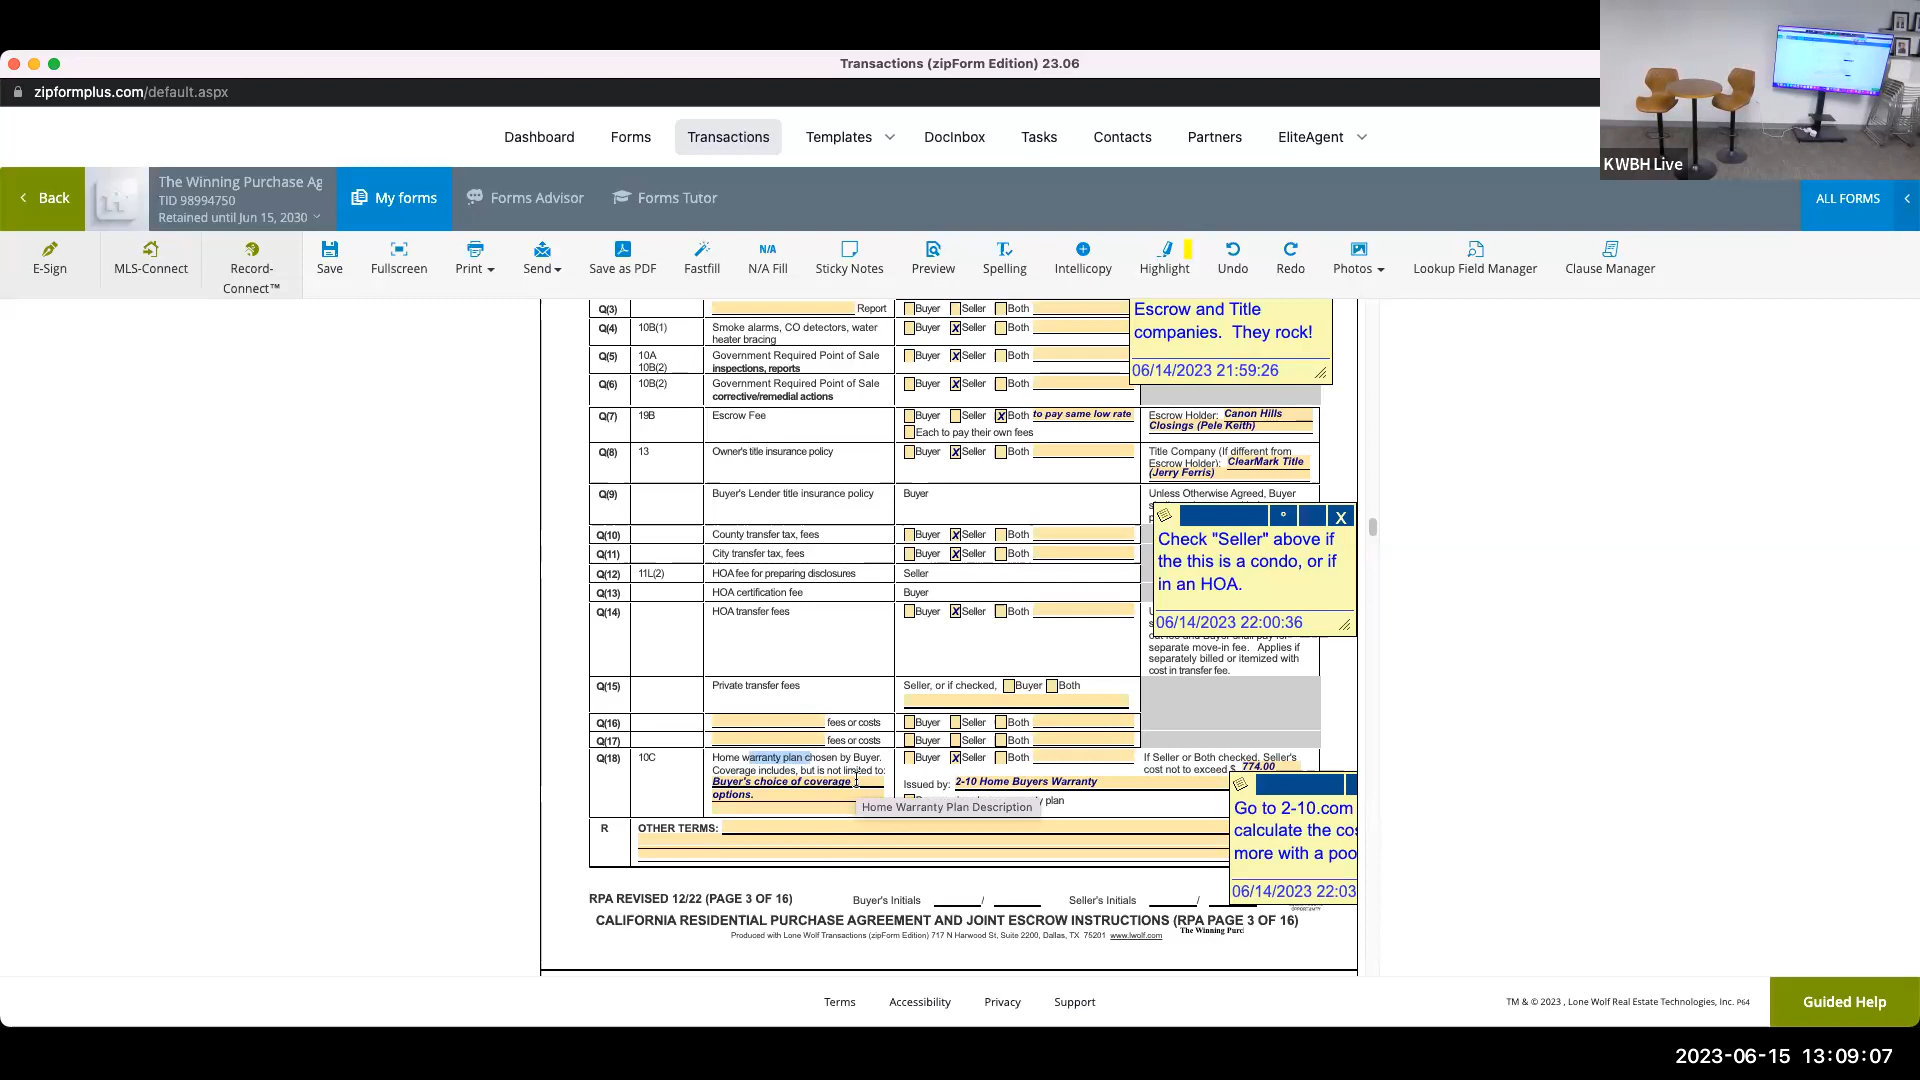 Transactions (zipForm Edition) 23.06
zipformplus.com/default.aspx
KWBH Live
Dashboard Forms Transactions Templates DocInbox Tasks Contacts Partners EliteAgent
Back
The Winning Purchase Ag
TID 98994750
Retained until Jun 15, 2030
My forms Forms Advisor Forms Tutor
ALL FORMS
E-Sign MLS-Connect Record-Connect™ Save Fullscreen Print Send Save as PDF Fastfill N/A Fill Sticky Notes Preview Spelling Intellicopy Highlight Undo Redo Photos Lookup Field Manager Clause Manager
Q(3) Report Buyer Seller Both
Escrow and Title
companies. They rock!
06/14/2023 21:59:26
Q(4) 10B(1) Smoke alarms, CO detectors, water
heater bracing
Buyer X Seller Both
Q(5) 10A
10B(2)
Government Required Point of Sale
inspections, reports
Buyer X Seller Both
Q(6) 10B(2) Government Required Point of Sale
corrective/remedial actions
Buyer X Seller Both
Q(7) 19B Escrow Fee Buyer Seller X Both to pay same low rate
Each to pay their own fees
Escrow Holder: Canon Hills
Closings (Pele Keith)
Q(8) 13 Owner's title insurance policy Buyer X Seller Both
Title Company (If different from
Escrow Holder): ClearMark Title
(Jerry Ferris)
Q(9) Buyer's Lender title insurance policy Buyer Unless Otherwise Agreed, Buyer
Q(10) County transfer tax, fees Buyer X Seller Both
Q(11) City transfer tax, fees Buyer X Seller Both
Q(12) 11L(2) HOA fee for preparing disclosures Seller
Q(13) HOA certification fee Buyer
Q(14) HOA transfer fees Buyer X Seller Both
X
Check "Seller" above if
the this is a condo, or if
in an HOA.
06/14/2023 22:00:36
separate move-in fee. Applies if
separately billed or itemized with
cost in transfer fee.
Q(15) Private transfer fees Seller, or if checked, Buyer Both
Q(16) fees or costs Buyer Seller Both
Q(17) fees or costs Buyer Seller Both
Q(18) 10C Home warranty plan chosen by Buyer.
Coverage includes, but is not limited to:
Buyer's choice of coverage
options.
Buyer X Seller Both
Issued by: 2-10 Home Buyers Warranty
plan
Home Warranty Plan Description
If Seller or Both checked, Seller's
cost not to exceed $ 774.00
Go to 2-10.com
calculate the cos
more with a poo
06/14/2023 22:03
R OTHER TERMS:
RPA REVISED 12/22 (PAGE 3 OF 16) Buyer's Initials / Seller's Initials /
CALIFORNIA RESIDENTIAL PURCHASE AGREEMENT AND JOINT ESCROW INSTRUCTIONS (RPA PAGE 3 OF 16)
Produced with Lone Wolf Transactions (zipForm Edition) 717 N Harwood St, Suite 2200, Dallas, TX 75201 www.lwolf.com The Winning Purc
Terms Accessibility Privacy Support
TM & © 2023 , Lone Wolf Real Estate Technologies, Inc. P64
Guided Help
2023-06-15 13:09:07